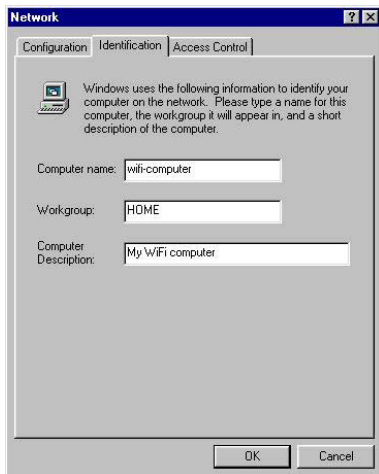 Network
Configuration Identification Access Control
Windows uses the following information to identify your
computer on the network. Please type a name for this
computer, the workgroup it will appear in, and a short
description of the computer.
Computer name: wifi-computer
Workgroup: HOME
Computer
Description: My WiFi computer
OK Cancel